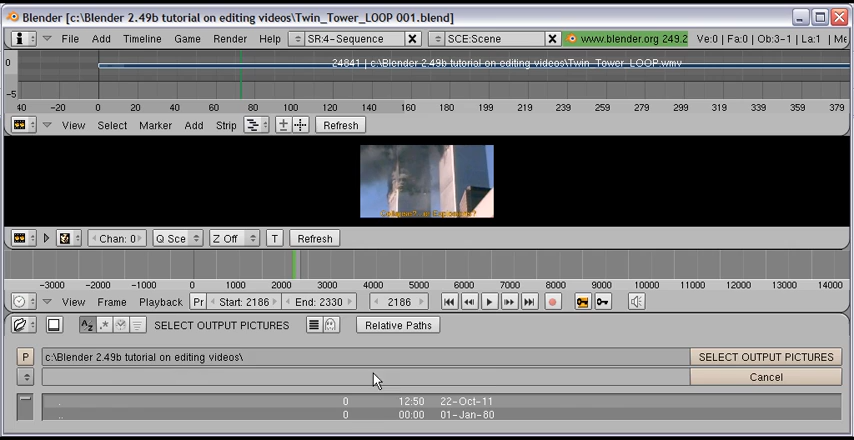 Blender [c:\Blender 2.49b tutorial on editing videos\Twin_Tower_LOOP 001.blend]
File Add Timeline Game Render SR:4-Sequence SCE:Scene www.blender.org 249.2 Ve:0 | Fa:0 | Ob:3-1 | La:1 | Me
0 24841 | c:\Blender 2.49b tutorial on editing videos\Twin_Tower_LOOP.wmv
-5
40 -20 0 20 40 60 80 100 120 140 160 179 199 219 239 259 279 299 319 339 359
View Select Marker Add Strip Refresh
Chan: 0 Q Sce Z Off T Refresh
-3000 -2000 -1000 0 1000 2000 3000 4000 5000 6000 7000 8000 9000 10000 11000 12000 13000 14000
View Frame Playback Pr Start: 2186 End: 2330 2186
SELECT OUTPUT PICTURES Relative Paths
P c:\Blender 2.49b tutorial on editing videos\ SELECT OUTPUT PICTURES
Cancel
. 0 12:50 22-Oct-11
.. 0 00:00 01-Jan-80